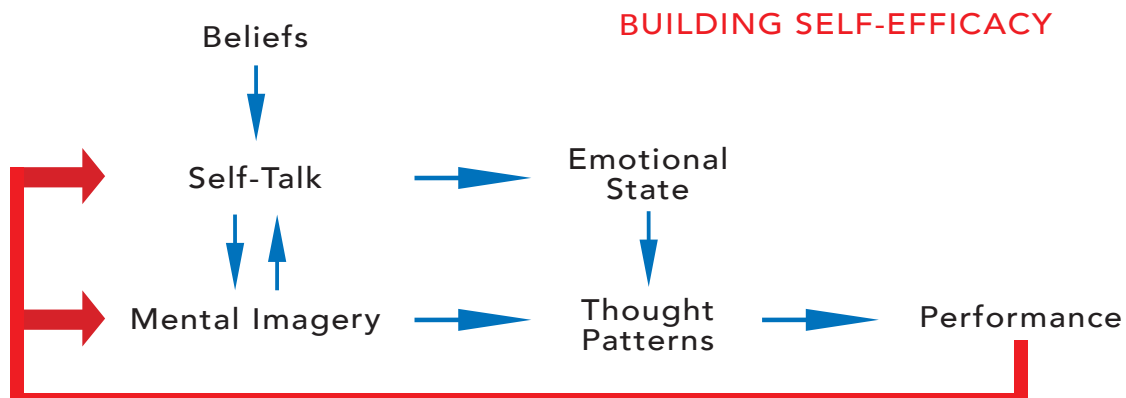 BUILDING SELF-EFFICACY
Beliefs
Self-Talk
Emotional
State
Mental Imagery
Thought
Patterns
Performance